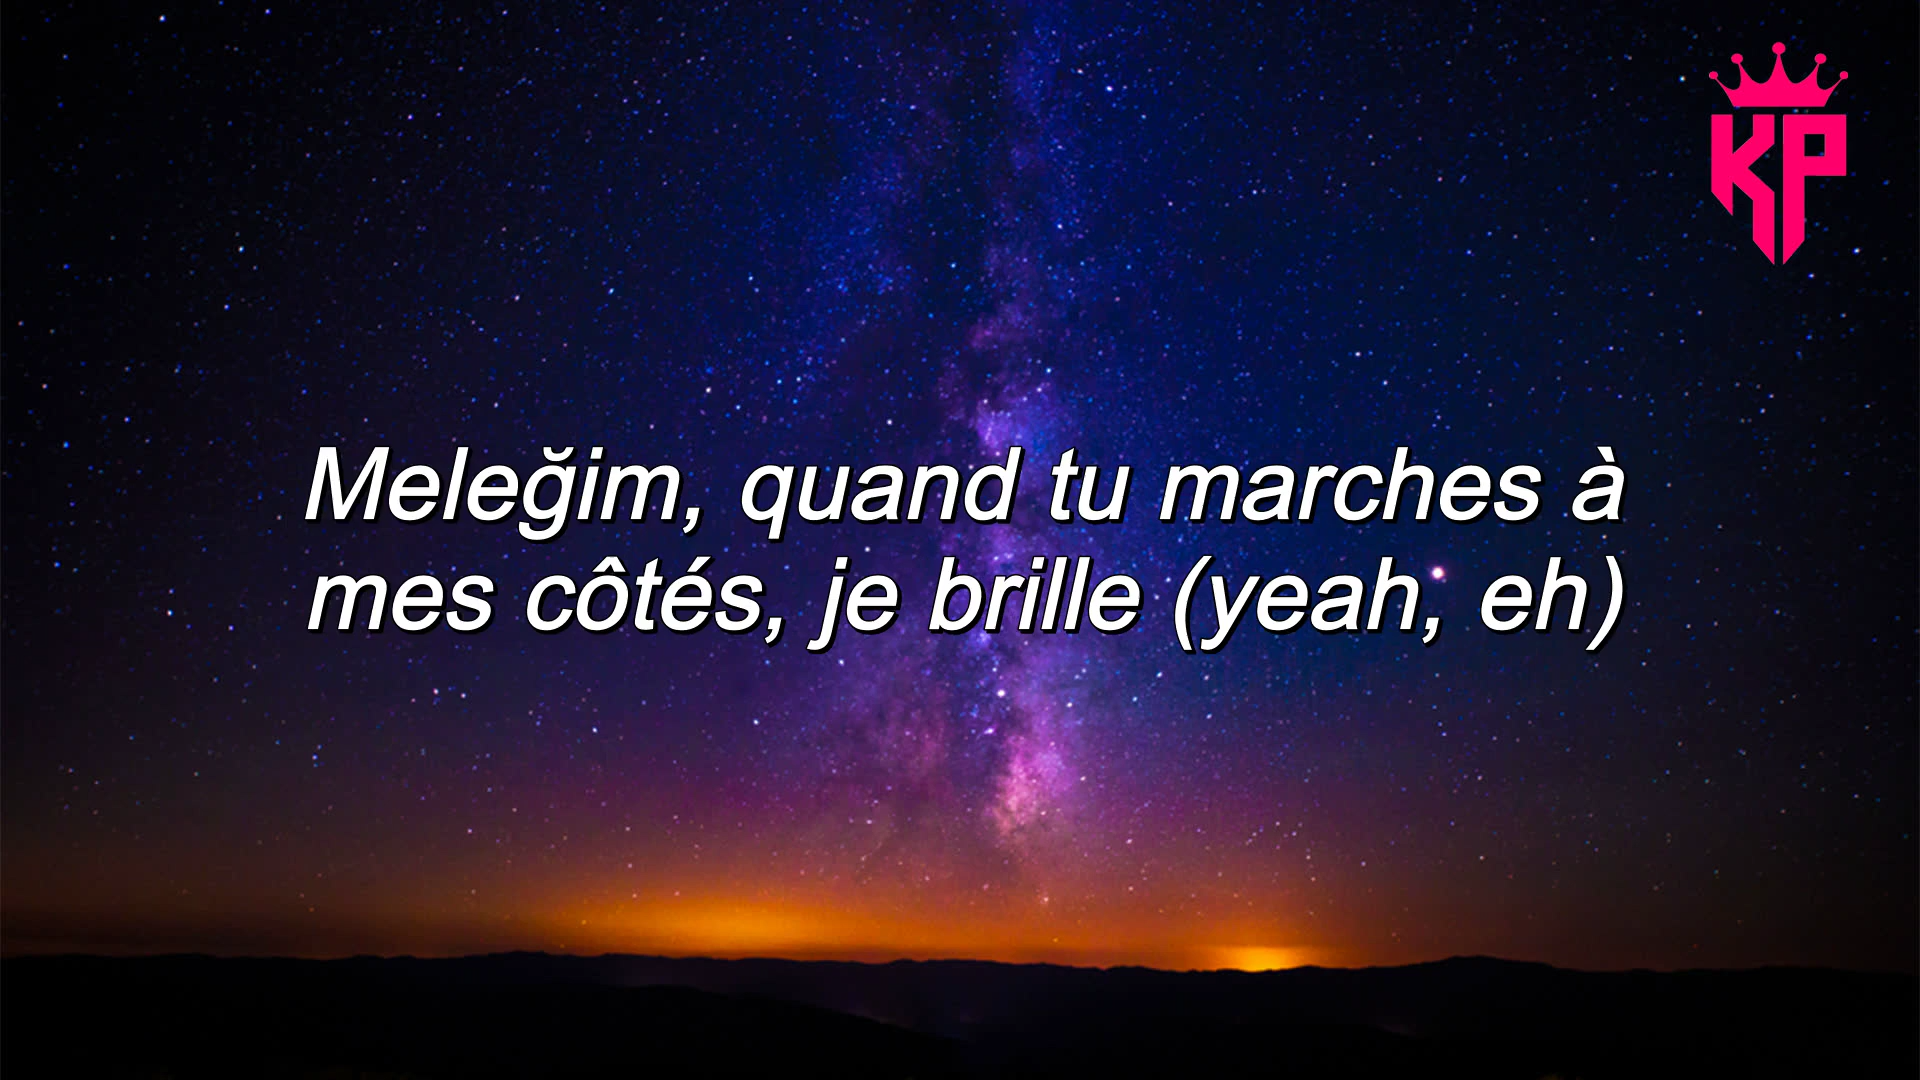 KP
Meleğim, quand tu marches à
mes côtés, je brille (yeah, eh)